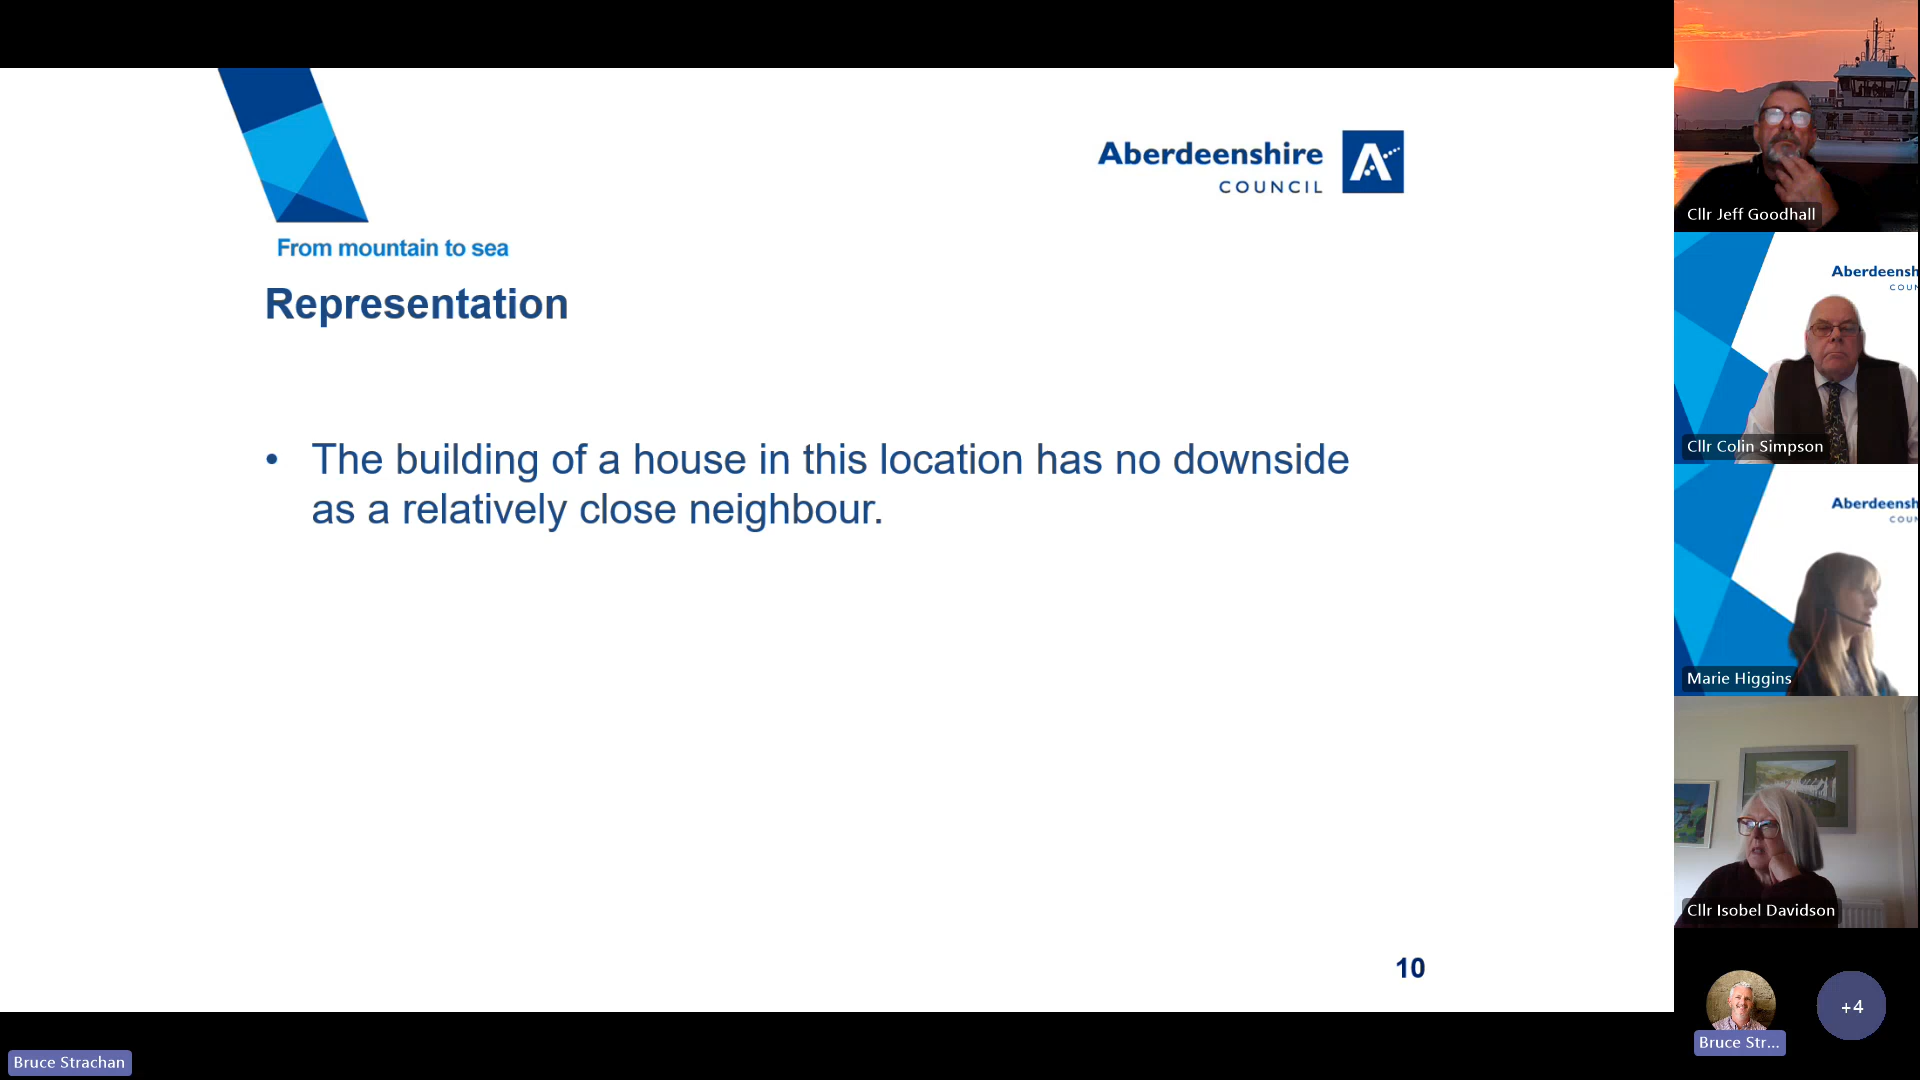 Aberdeenshire
COUNCIL
From mountain to sea
Representation
• The building of a house in this location has no downside
as a relatively close neighbour.
10
Bruce Strachan
Cllr Jeff Goodhall
Aberdeensh
COUN
Cllr Colin Simpson
Aberdeensh
COUN
Marie Higgins
Cllr Isobel Davidson
Bruce Str...
+4